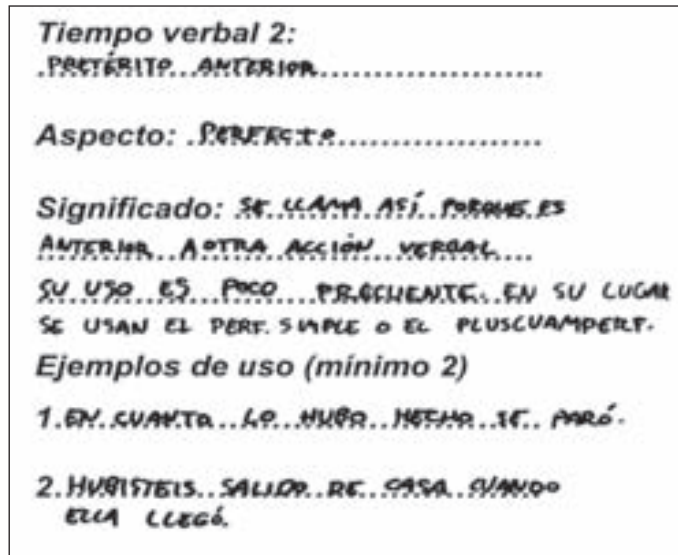 Tiempo verbal 2:
PRETÉRITO ANTERIOR
Aspecto: PERFECTO
Significado: SE LLAMA ASÍ PORQUE ES
ANTERIOR A OTRA ACCIÓN VERBAL
SU USO ES POCO FRECUENTE. EN SU LUGAR
SE USAN EL PERF. SIMPLE O EL PLUSCUAMPERF.
Ejemplos de uso (mínimo 2)
1. EN CUANTO LO HUBO HECHO SE PARÓ.
2. HUBISTEIS SALIDO DE CASA CUANDO
ELLA LLEGÓ.